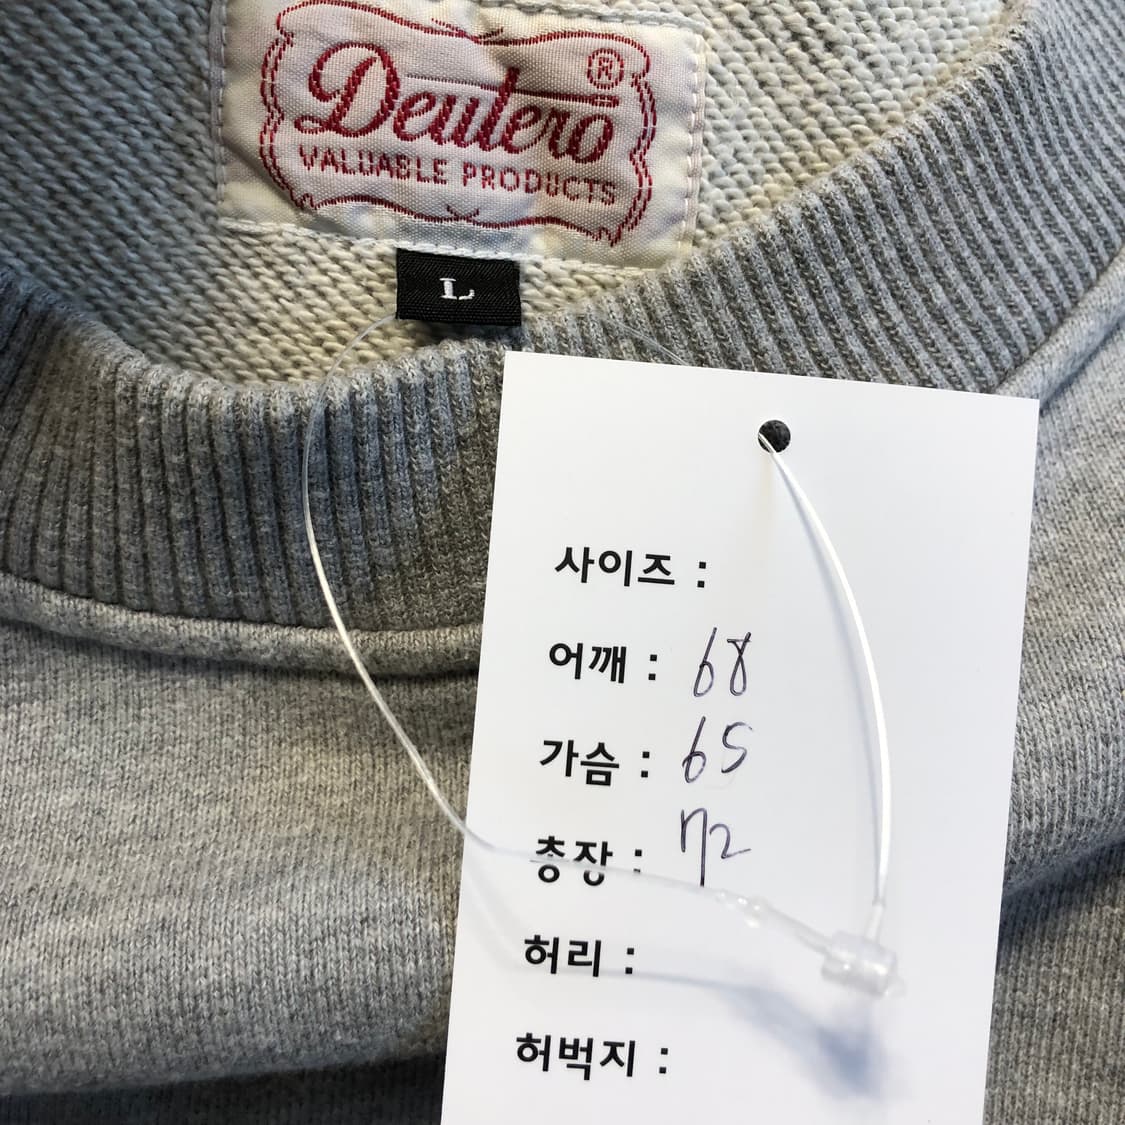 Deulero ®
VALUABLE PRODUCTS
L
사이즈 :
어깨 : 68
가슴 : 65
총장 : 72
허리 :
허벅지 :